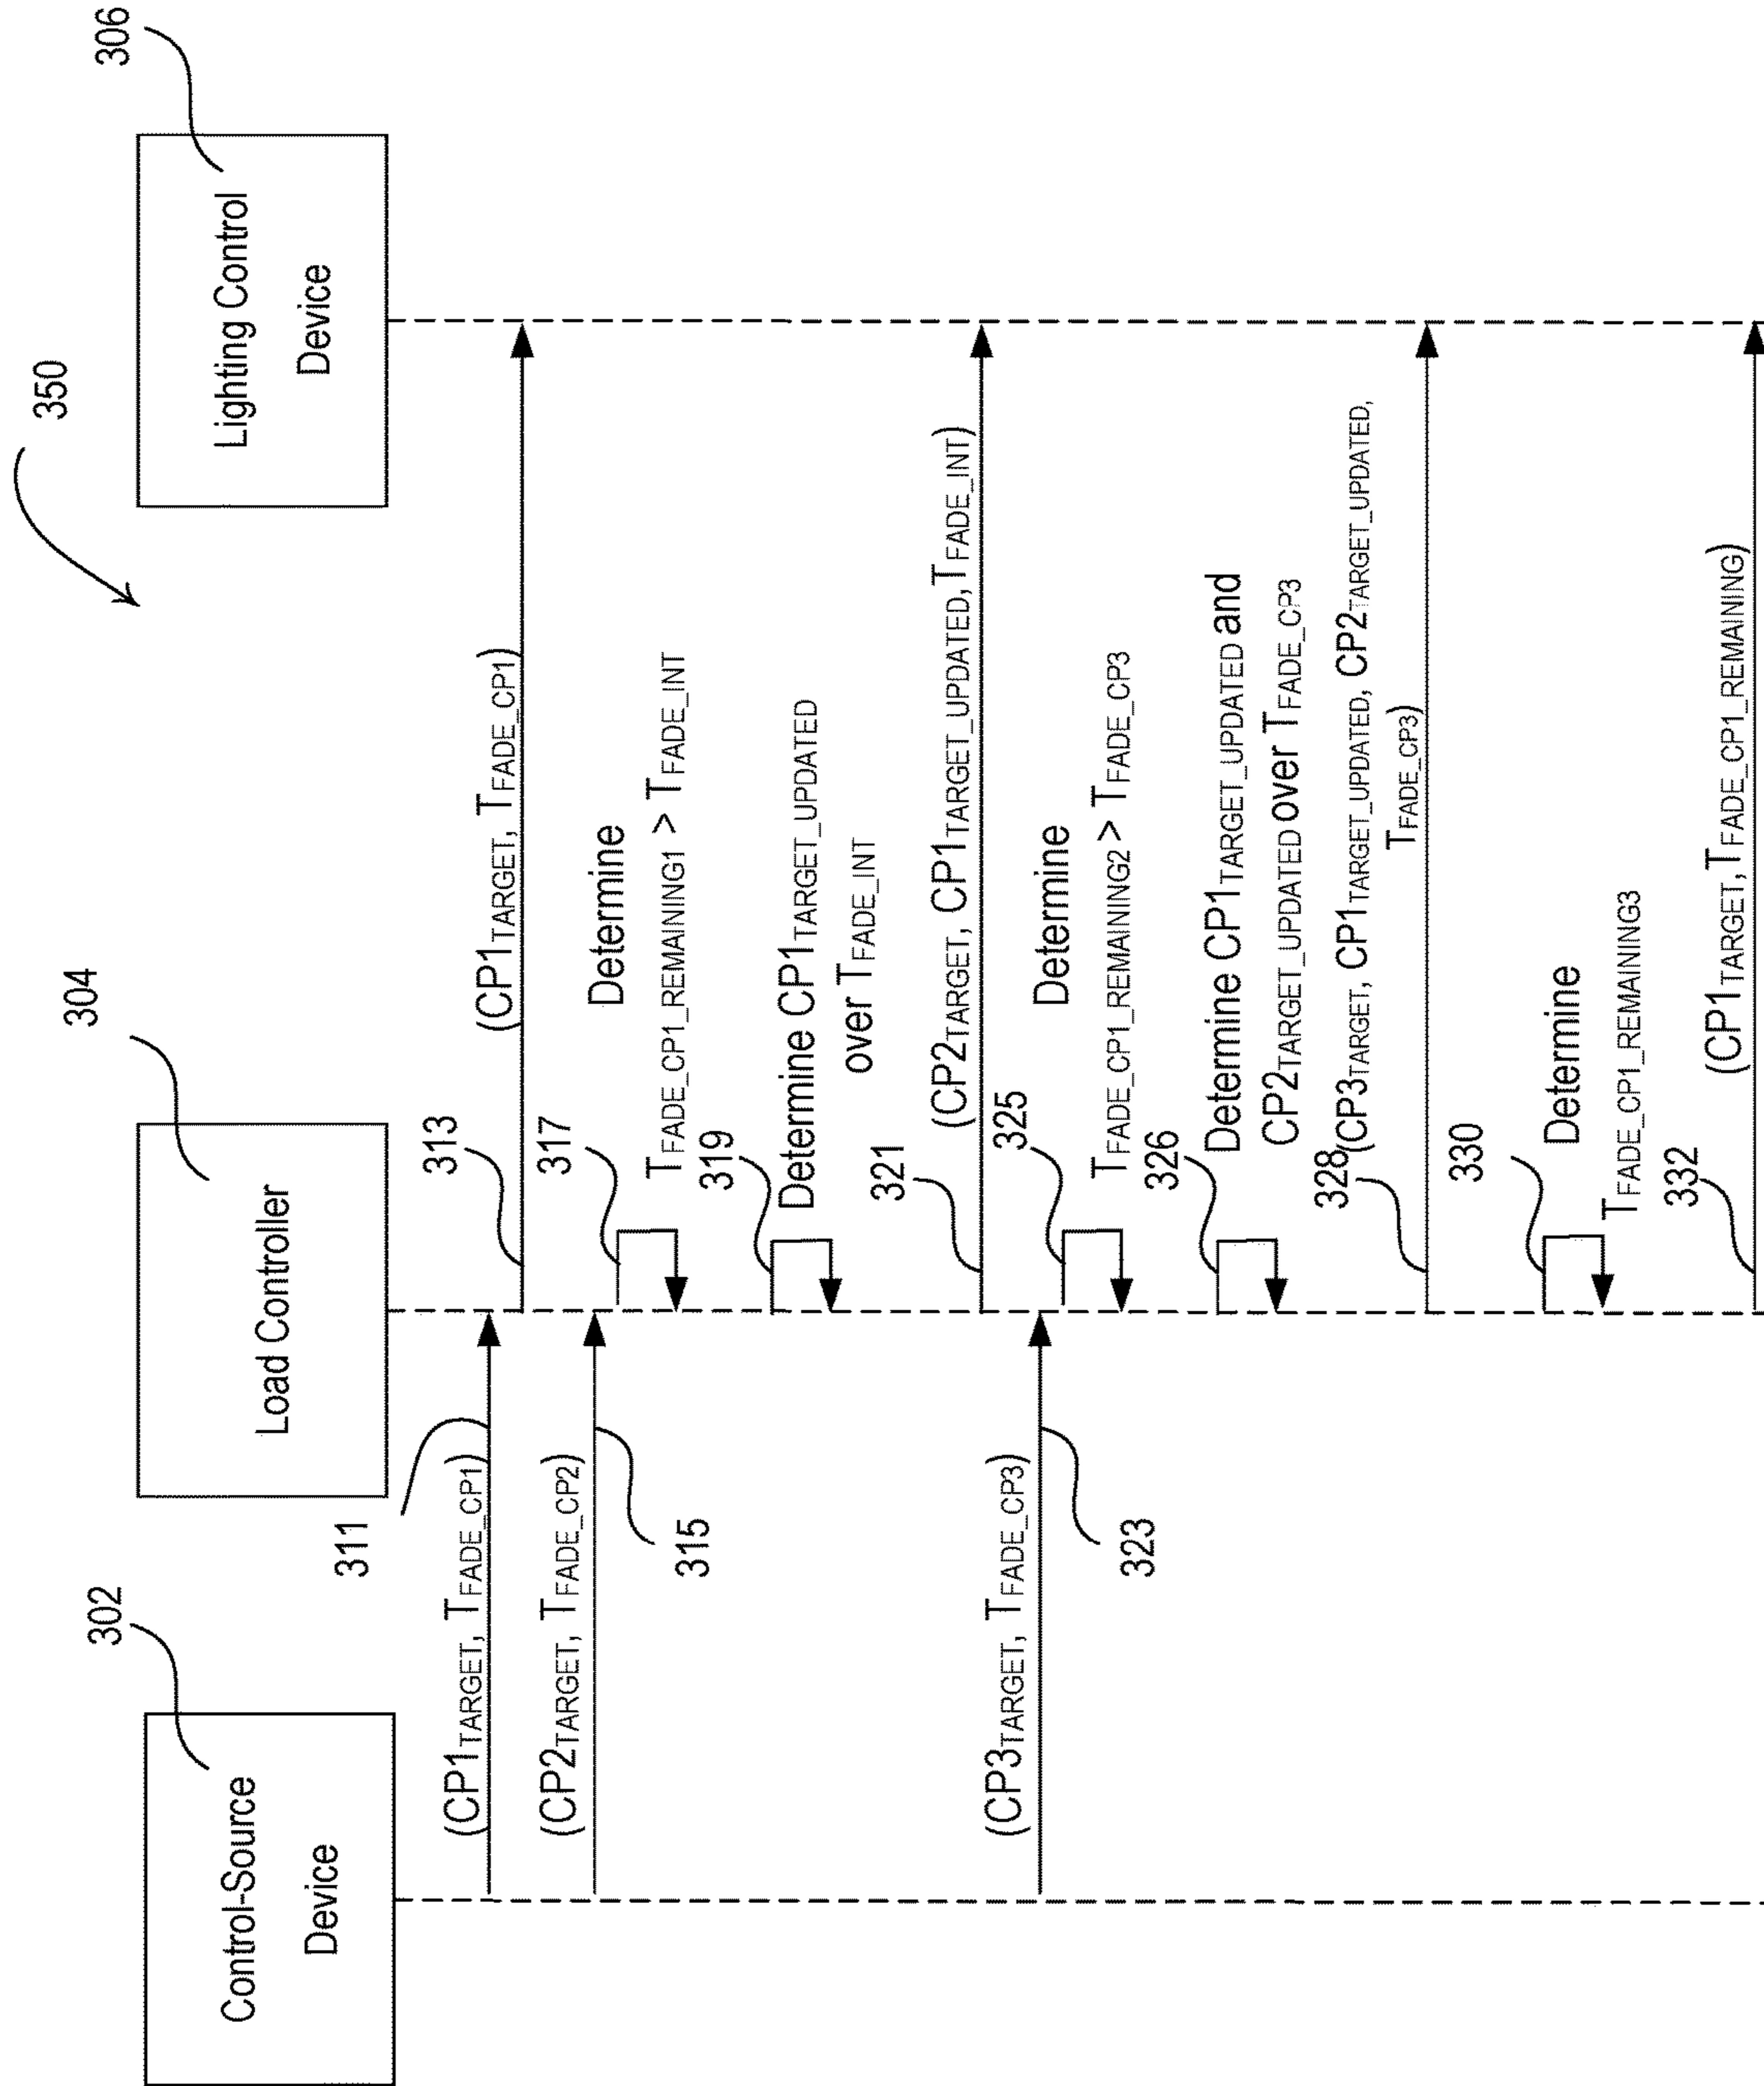 350
302
Control-Source
Device
304
Load Controller
306
Lighting Control
Device
311
(CP1TARGET, TFADE_CP1)
313
(CP1TARGET, TFADE_CP1)
(CP2TARGET, TFADE_CP2)
315
317
Determine
TFADE_CP1_REMAINING1 > TFADE_INT
319
Determine CP1TARGET_UPDATED
over TFADE_INT
321
(CP2TARGET, CP1TARGET_UPDATED, TFADE_INT)
(CP3TARGET, TFADE_CP3)
323
325
Determine
TFADE_CP1_REMAINING2 > TFADE_CP3
326
Determine CP1TARGET_UPDATED and
CP2TARGET_UPDATED over TFADE_CP3
328
(CP3TARGET, CP1TARGET_UPDATED, CP2TARGET_UPDATED,
TFADE_CP3)
330
Determine
TFADE_CP1_REMAINING3
332
(CP1TARGET, TFADE_CP1_REMAINING)